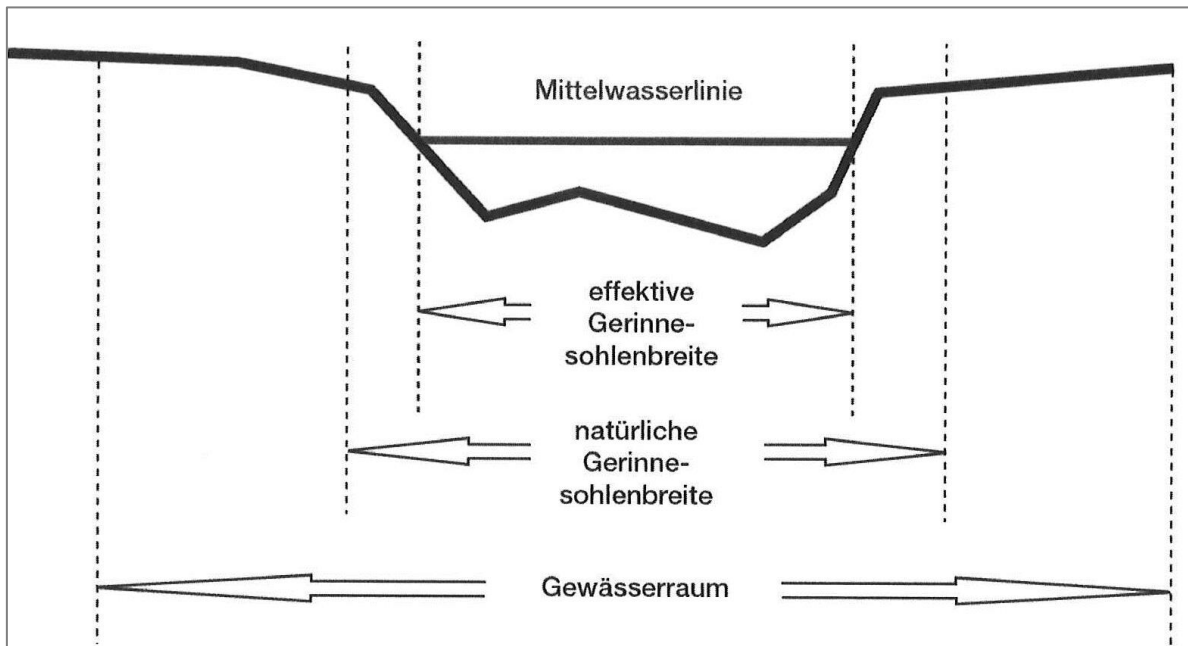 Mittelwasserlinie
effektive
Gerinne-
sohlenbreite
natürliche
Gerinne-
sohlenbreite
Gewässerraum